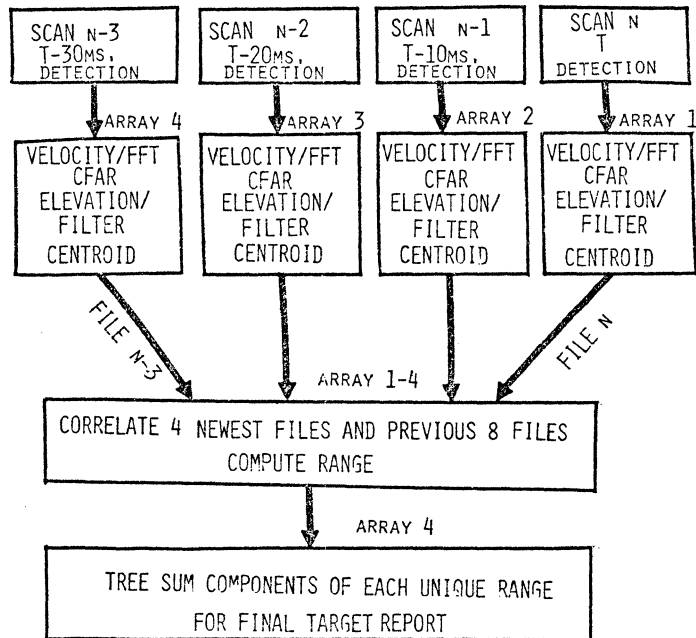 SCAN N-3
T-30MS,
DETECTION
SCAN N-2
T-20MS,
DETECTION
SCAN N-1
T-10MS,
DETECTION
SCAN N
T
DETECTION
ARRAY 4
ARRAY 3
ARRAY 2
ARRAY 1
VELOCITY/FFT
CFAR
ELEVATION/
FILTER
CENTROID
VELOCITY/FFT
CFAR
ELEVATION/
FILTER
CENTROID
VELOCITY/FFT
CFAR
ELEVATION/
FILTER
CENTROID
VELOCITY/FFT
CFAR
ELEVATION/
FILTER
CENTROID
FILE N-3
ARRAY 1-4
FILE N
CORRELATE 4 NEWEST FILES AND PREVIOUS 8 FILES
COMPUTE RANGE
ARRAY 4
TREE SUM COMPONENTS OF EACH UNIQUE RANGE
FOR FINAL TARGET REPORT